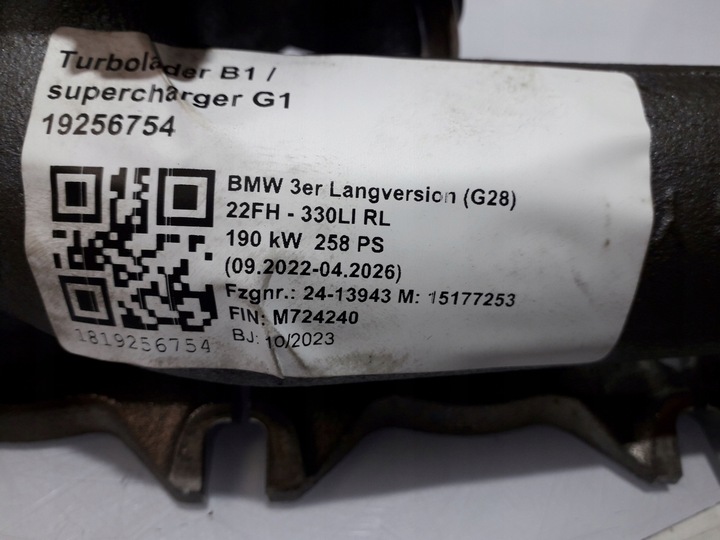 Turbolader B1 /
supercharger G1
19256754
BMW 3er Langversion (G28)
22FH - 330LI RL
190 kW 258 PS
(09.2022-04.2026)
Fzgnr.: 24-13943 M: 15177253
FIN: M724240
BJ: 10/2023
1819256754